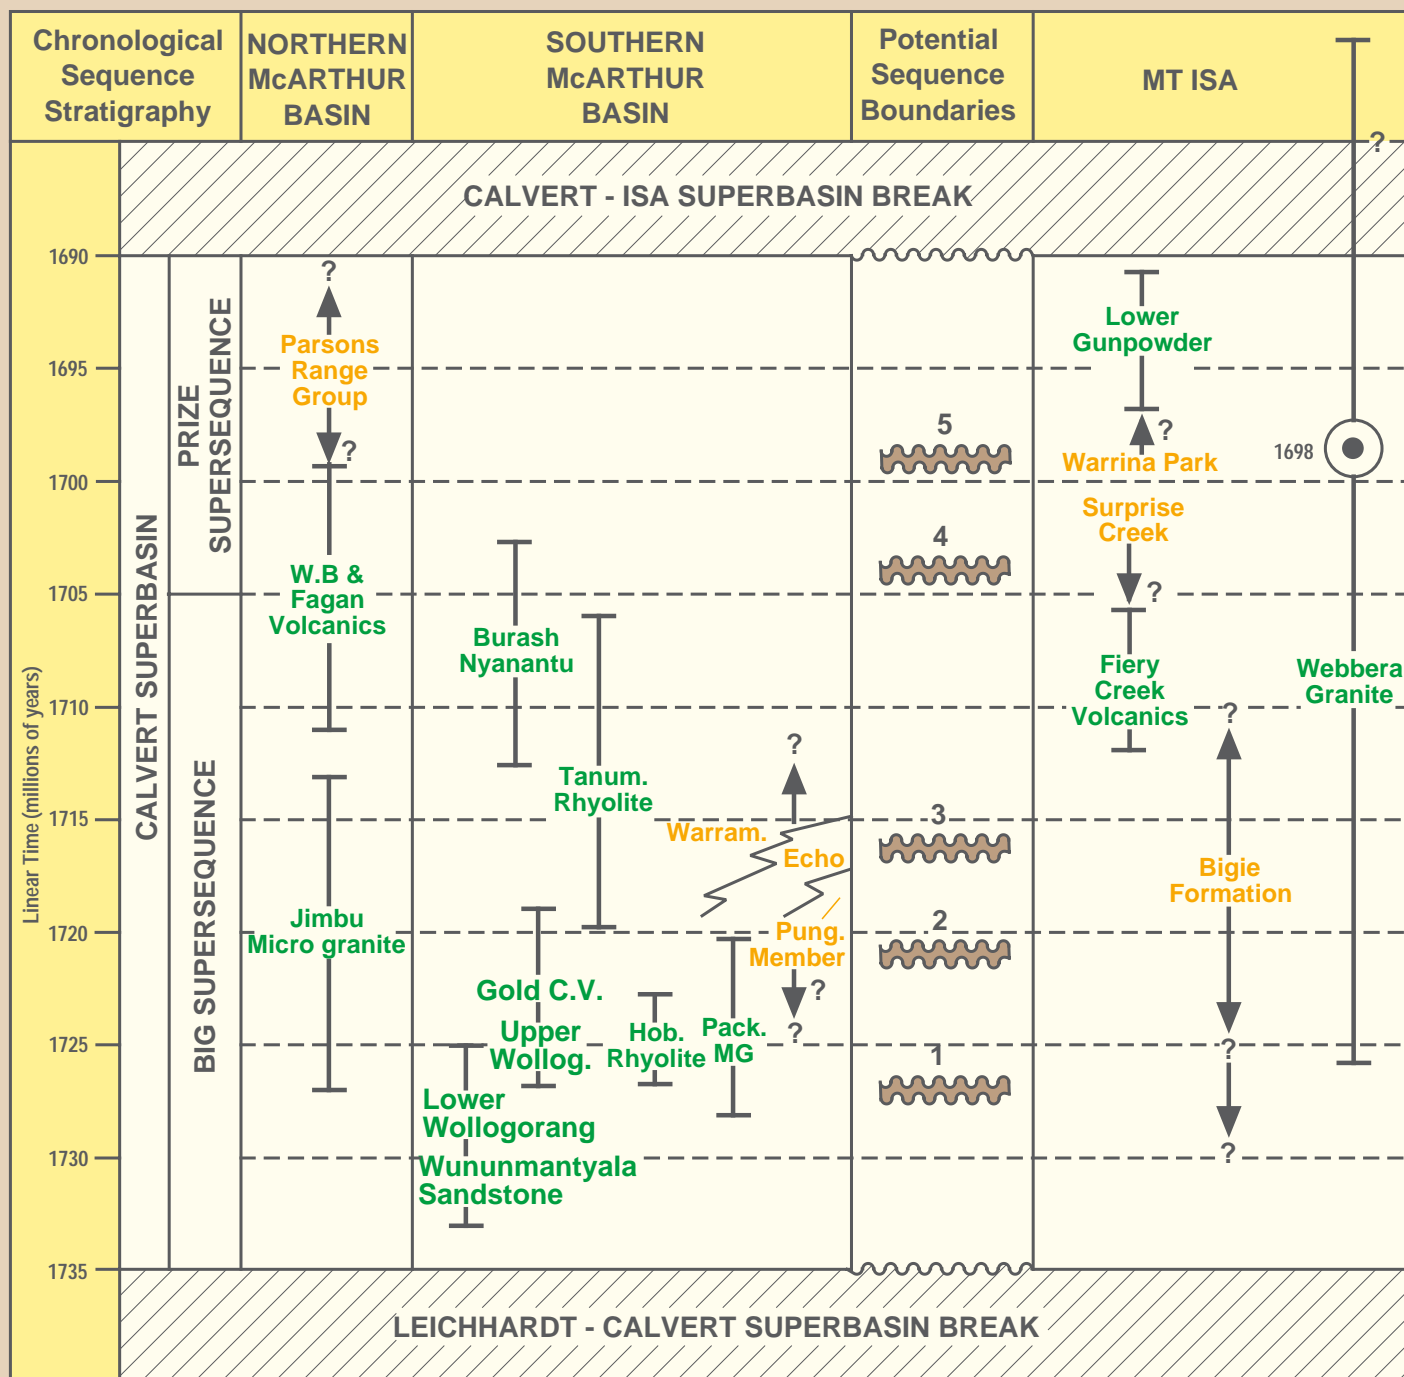 Chronological
Sequence
Stratigraphy
NORTHERN
McARTHUR
BASIN
SOUTHERN
McARTHUR
BASIN
Potential
Sequence
Boundaries
MT ISA
?
CALVERT - ISA SUPERBASIN BREAK
Linear Time (millions of years)
1690
1695
1700
1705
1710
1715
1720
1725
1730
1735
CALVERT SUPERBASIN
PRIZE
SUPERSEQUENCE
BIG SUPERSEQUENCE
?
Parsons
Range
Group
?
W.B &
Fagan
Volcanics
Jimbu
Micro granite
Burash
Nyanantu
Tanum.
Rhyolite
?
Warram.
Echo
Pung.
Member
?
?
Gold C.V.
Upper
Wollog.
Hob.
Rhyolite
Pack.
MG
Lower
Wollogorang
Wununmantyala
Sandstone
5
4
3
2
1
Lower
Gunpowder
?
Warrina Park
Surprise
Creek
?
Fiery
Creek
Volcanics
?
Bigie
Formation
?
?
1698
Webbera
Granite
LEICHHARDT - CALVERT SUPERBASIN BREAK